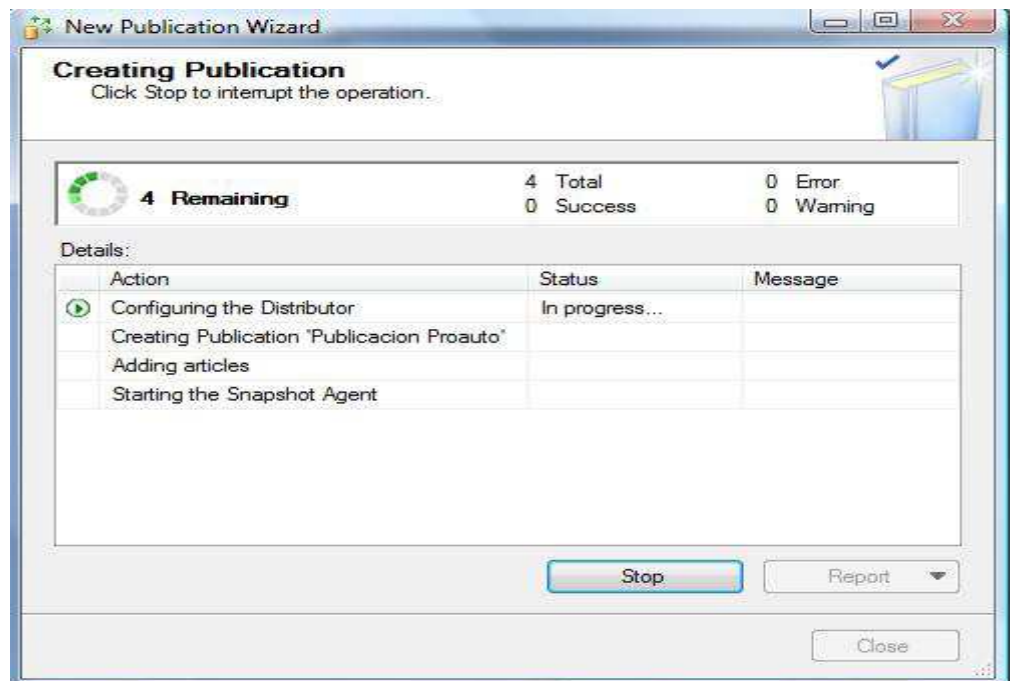 New Publication Wizard
Creating Publication
Click Stop to interrupt the operation.
4 Remaining
4 Total
0 Error
0 Success
0 Warning
Details:
Action Status Message
Configuring the Distributor In progress...
Creating Publication "Publicacion Proauto"
Adding articles
Starting the Snapshot Agent
Stop Report
Close